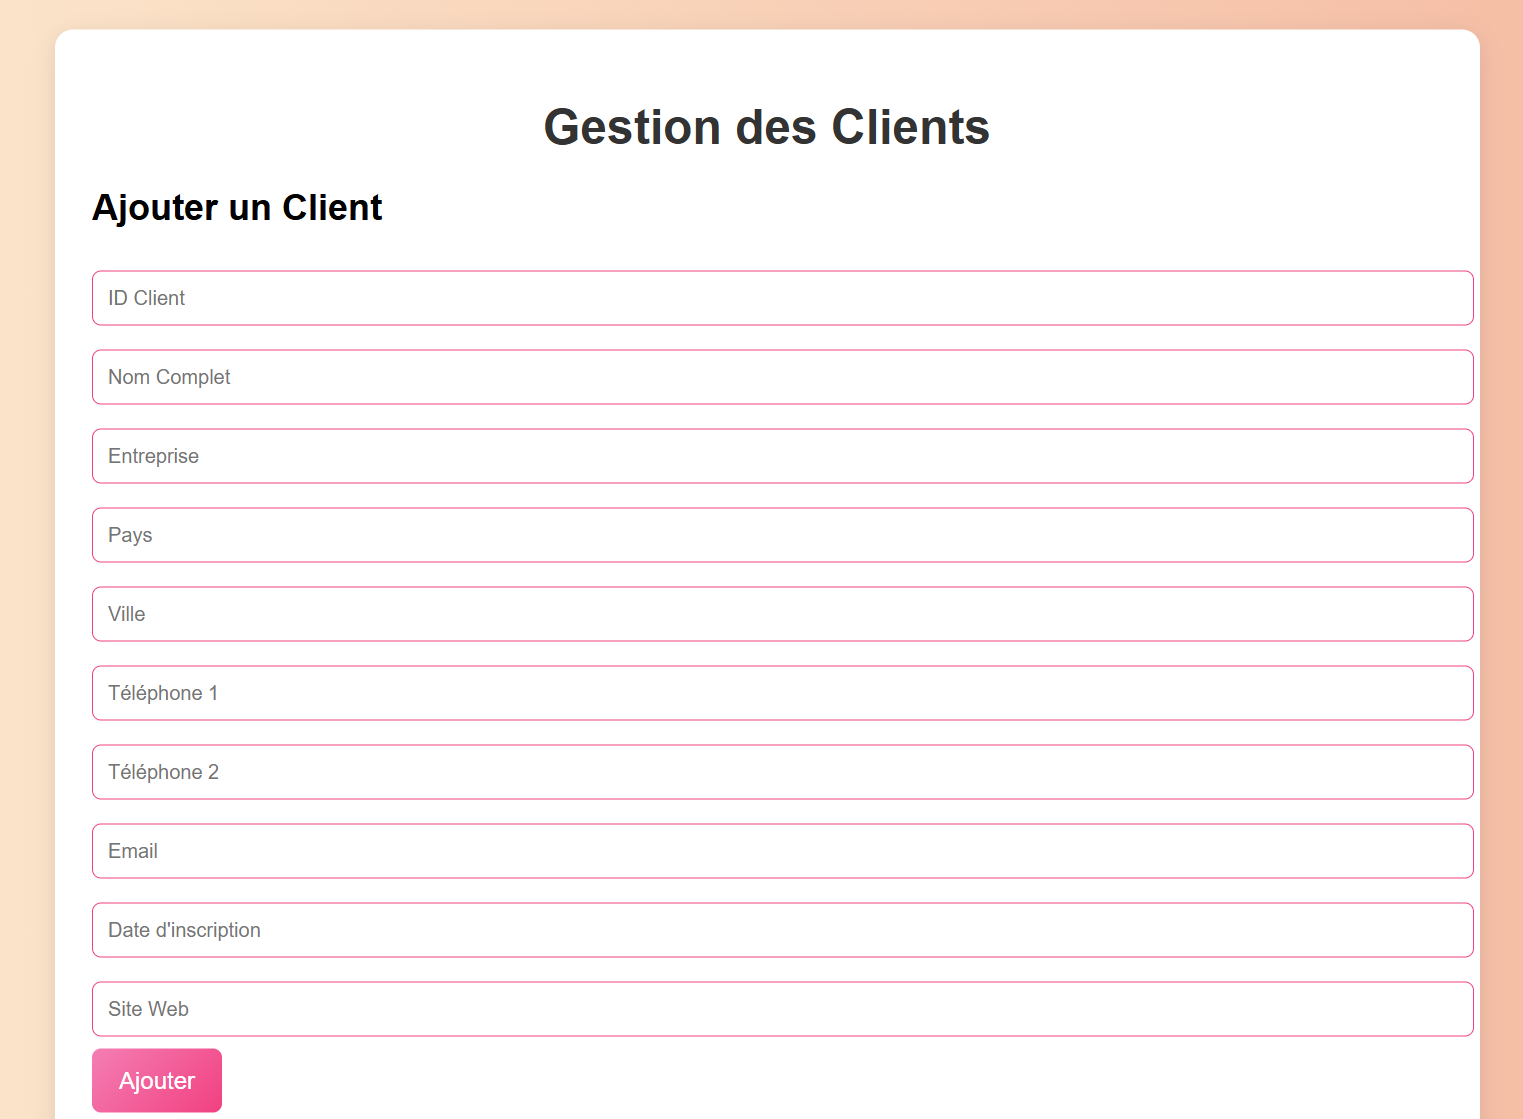 Gestion des Clients
Ajouter un Client
ID Client
Nom Complet
Entreprise
Pays
Ville
Téléphone 1
Téléphone 2
Email
Date d'inscription
Site Web
Ajouter